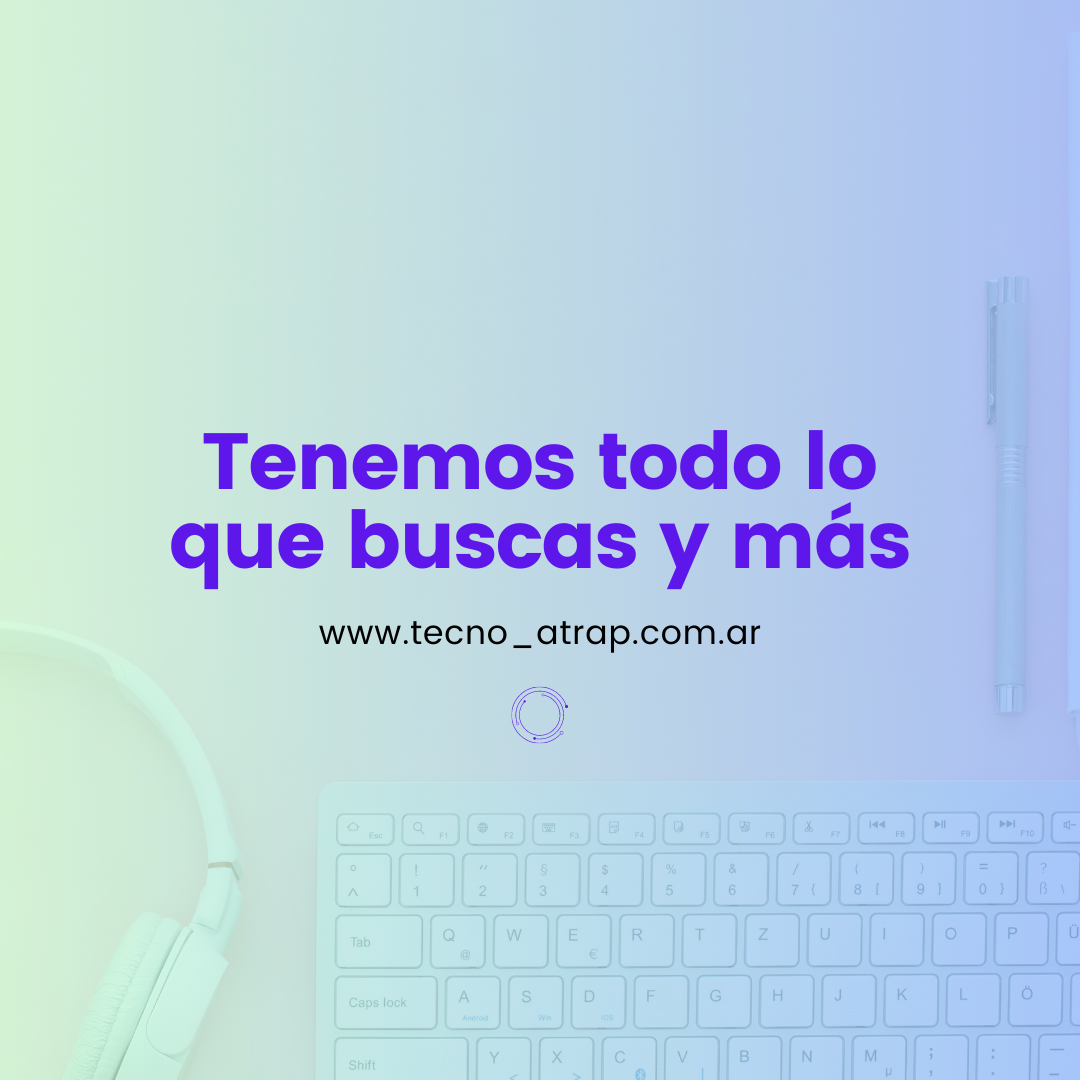 Tenemos todo lo
que buscas y más
www.tecno_atrap.com.ar
Esc F1 F2 F3 F4 F5 F6 F7 F8 F9 F10
° ! “ § $ % & / ( ) = ?
^ 1 2 3 4 5 6 7 { 8 [ 9 ] 0 } ß \
Tab Q W E R T Z U I O P Ü
@ €
Caps lock A S D F G H J K L Ö
Android Win iOS
Shift Y X C V B N M ; : _
< > µ , .